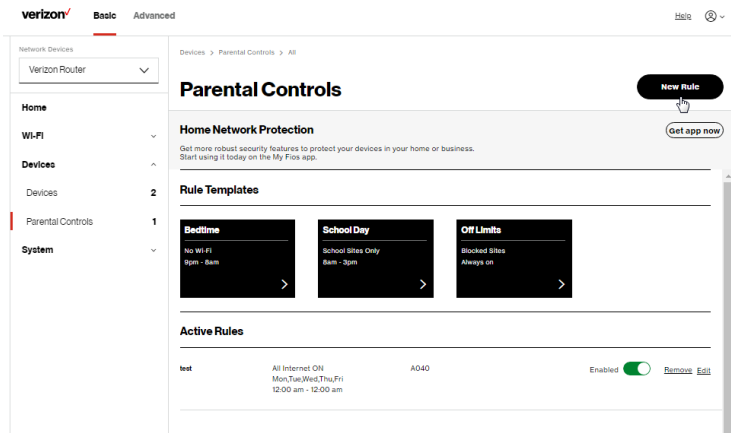 verizon✓ Basic Advanced Help
Network Devices
Verizon Router
Home
Wi-Fi
Devices
Devices 2
Parental Controls 1
System
Devices > Parental Controls > All
Parental Controls
New Rule
Home Network Protection
Get app now
Get more robust security features to protect your devices in your home or business.
Start using it today on the My Fios app.
Rule Templates
Bedtime
No Wi-Fi
9pm - 8am
School Day
School Sites Only
8am - 3pm
Off Limits
Blocked Sites
Always on
Active Rules
test All Internet ON A040 Enabled Remove Edit
Mon,Tue,Wed,Thu,Fri
12:00 am - 12:00 am